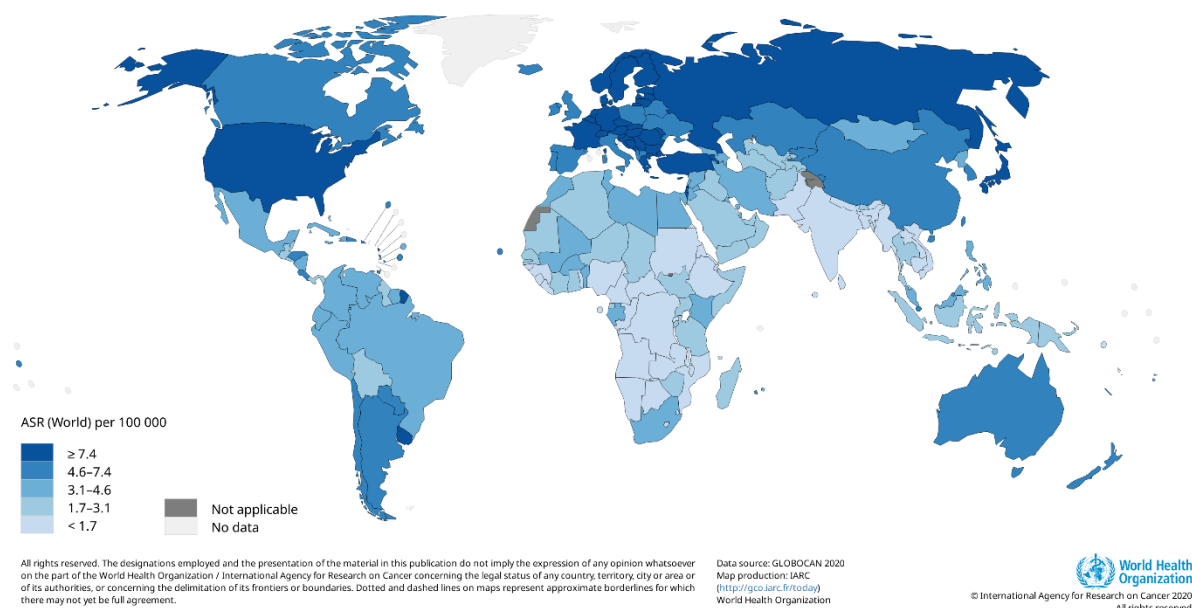 ASR (World) per 100 000
≥ 7.4
4.6–7.4
3.1–4.6
1.7–3.1
< 1.7
Not applicable
No data
All rights reserved. The designations employed and the presentation of the material in this publication do not imply the expression of any opinion whatsoever
on the part of the World Health Organization / International Agency for Research on Cancer concerning the legal status of any country, territory, city or area or
of its authorities, or concerning the delimitation of its frontiers or boundaries. Dotted and dashed lines on maps represent approximate borderlines for which
there may not yet be full agreement.
Data source: GLOBOCAN 2020
Map production: IARC
(http://gco.iarc.fr/today)
World Health Organization
World Health
Organization
© International Agency for Research on Cancer 2020
All rights reserved